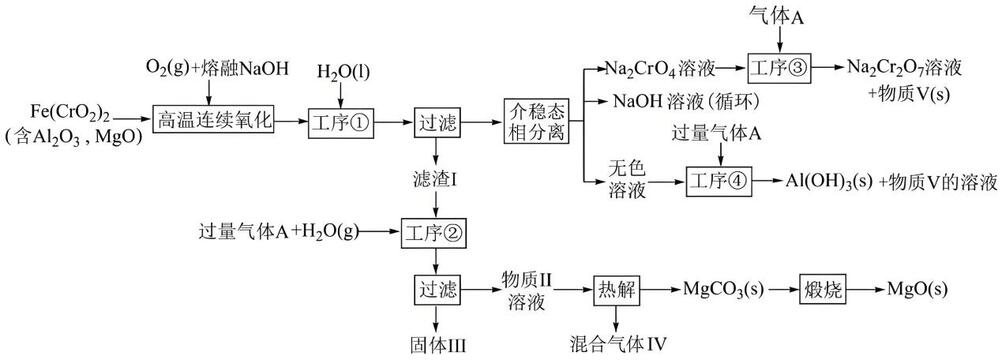 气体A
O₂(g)+熔融NaOH
H₂O(l)
Fe(CrO₂)₂
(含Al₂O₃, MgO)
高温连续氧化
工序①
过滤
介稳态
相分离
Na₂CrO₄溶液
工序③
Na₂Cr₂O₇溶液
+物质V(s)
NaOH溶液(循环)
过量气体A
无色
溶液
工序④
Al(OH)₃(s) +物质V的溶液
滤渣I
过量气体A+H₂O(g)
工序②
过滤
物质II
溶液
热解
MgCO₃(s)
煅烧
MgO(s)
固体III
混合气体IV